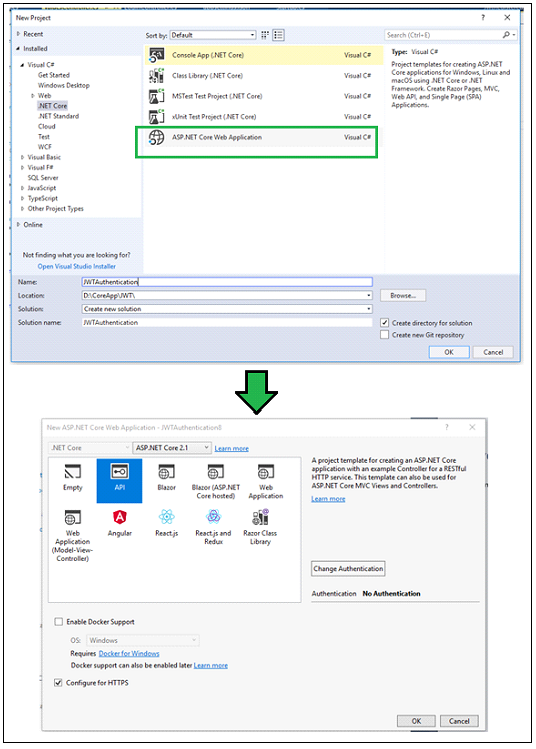 New Project
? ×
Recent
Installed
Visual C#
Get Started
Windows Desktop
Web
.NET Core
.NET Standard
Cloud
Test
WCF
Visual Basic
Visual F#
SQL Server
JavaScript
TypeScript
Other Project Types
Online
Not finding what you are looking for?
Open Visual Studio Installer
Sort by: Default
Console App (.NET Core) Visual C#
Class Library (.NET Core) Visual C#
MSTest Test Project (.NET Core) Visual C#
xUnit Test Project (.NET Core) Visual C#
ASP.NET Core Web Application Visual C#
Search (Ctrl+E)
Type: Visual C#
Project templates for creating ASP.NET
Core applications for Windows, Linux and
macOS using .NET Core or .NET
Framework. Create Razor Pages, MVC,
Web API, and Single Page (SPA)
Applications.
Name: JWTAuthentication
Location: D:\CoreApp\JWT\ Browse...
Solution: Create new solution
Solution name: JWTAuthentication
Create directory for solution
Create new Git repository
OK Cancel
New ASP.NET Core Web Application - JWTAuthentication8
? ×
.NET Core ASP.NET Core 2.1 Learn more
Empty API Blazor Blazor (ASP.NET Web
Core hosted) Application
Web Angular React.js React.js and Razor Class
Application Redux Library
(Model-View-
Controller)
A project template for creating an ASP.NET Core
application with an example Controller for a RESTful
HTTP service. This template can also be used for
ASP.NET Core MVC Views and Controllers.
Learn more
Change Authentication
Authentication No Authentication
Enable Docker Support
OS: Windows
Requires Docker for Windows
Docker support can also be enabled later Learn more
Configure for HTTPS
OK Cancel